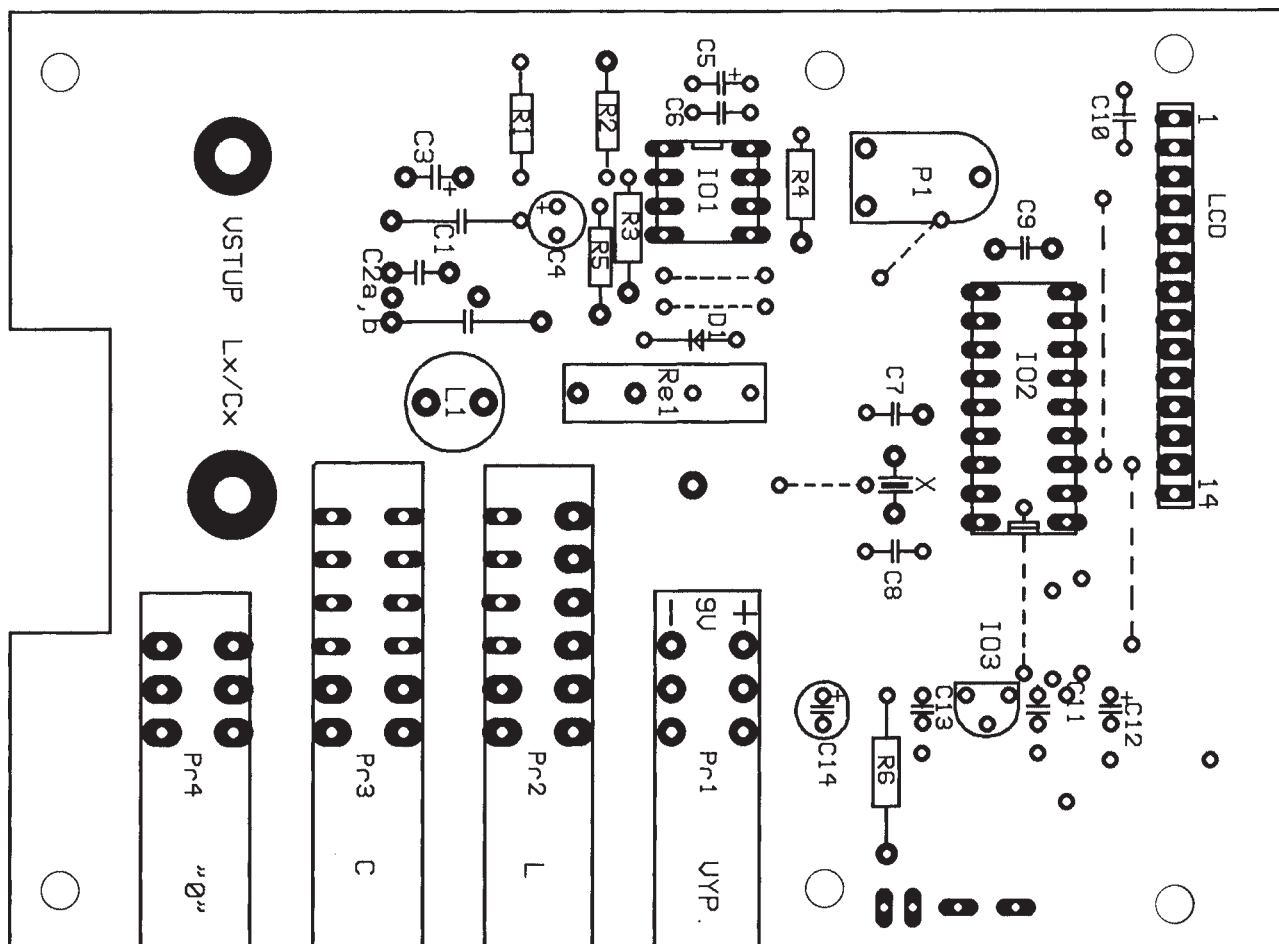 VSTUP Lx/Cx
C3
+
C1
C2a,b
R1
R2
C4
+
R5
R3
C5
+
C6
IO1
R4
P1
C10
1
LCD
14
C9
IO2
D1
Re1
L1
C7
X
C8
IO3
C13
C11
C12
+
C14
+
R6
- 9V +
Pr1
VYP.
Pr2
L
Pr3
C
Pr4
"0"